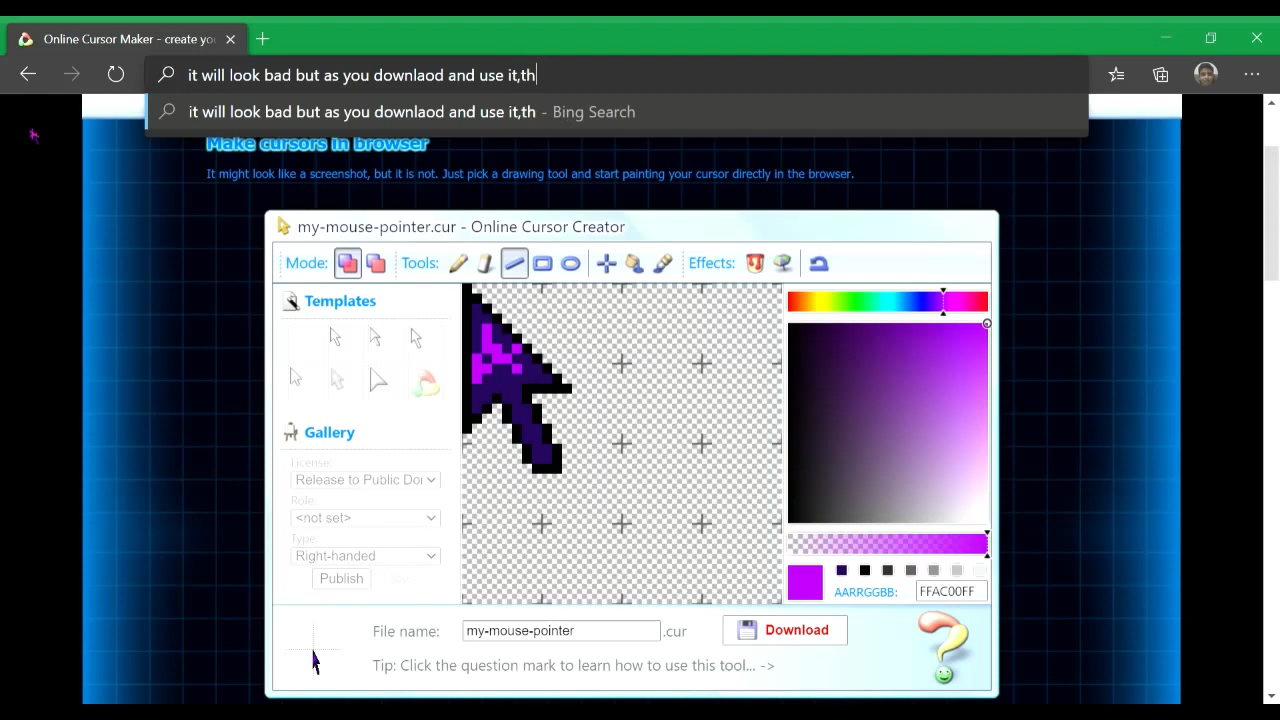 Online Cursor Maker - create yo
it will look bad but as you downlaod and use it,th
it will look bad but as you downlaod and use it,th - Bing Search
Make cursors in browser
It might look like a screenshot, but it is not. Just pick a drawing tool and start painting your cursor directly in the browser.
my-mouse-pointer.cur - Online Cursor Creator
Mode: Tools: Effects:
Templates
Gallery
License:
Release to Public Do
Role:
<not set>
Type:
Right-handed
Publish
AARRGGBB: FFAC00FF
File name: my-mouse-pointer .cur Download
Tip: Click the question mark to learn how to use this tool... ->